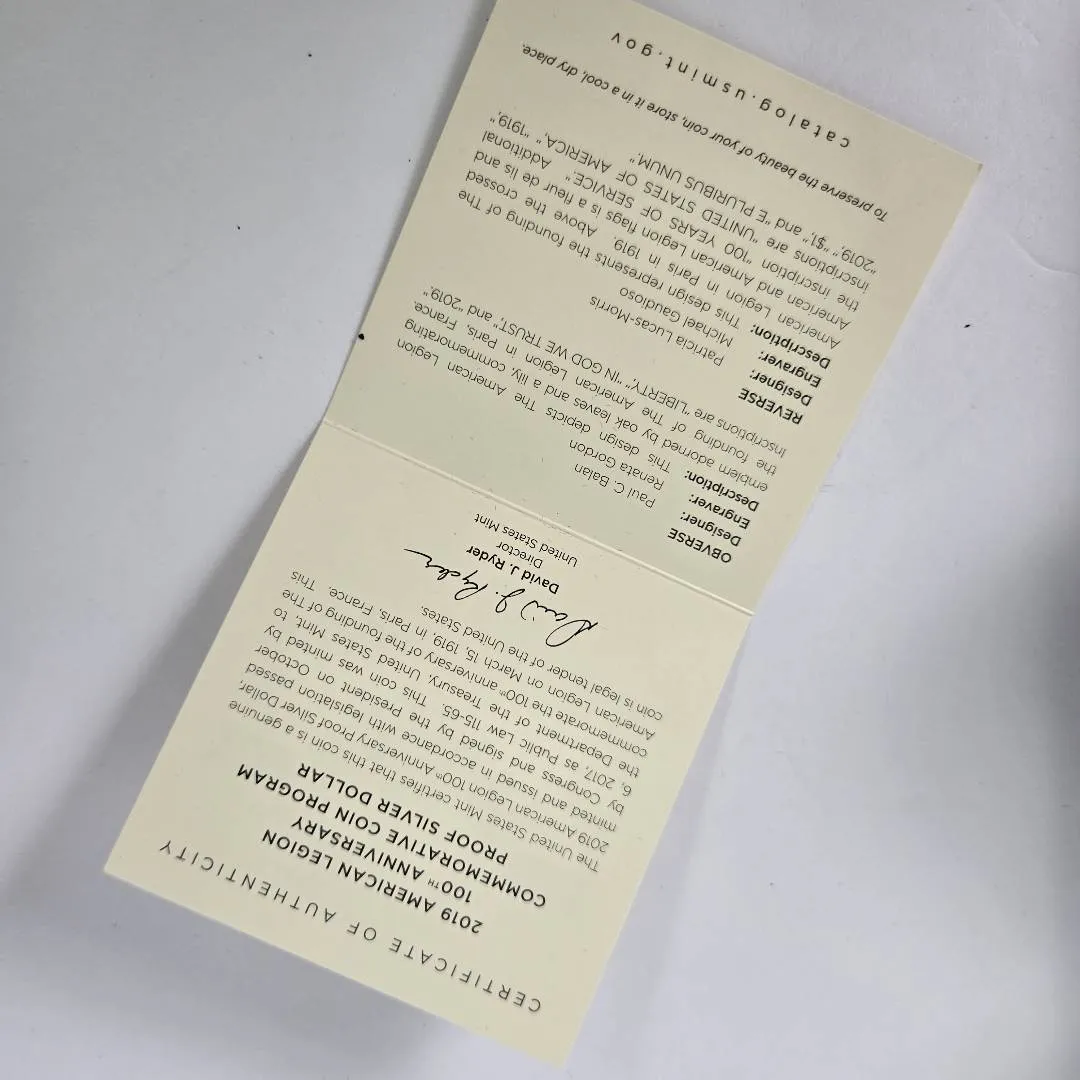 CERTIFICATE OF AUTHENTICITY
2019 AMERICAN LEGION
100TH ANNIVERSARY
COMMEMORATIVE COIN PROGRAM
PROOF SILVER DOLLAR
The United States Mint certifies that this coin is a genuine
2019 American Legion 100th Anniversary Proof Silver Dollar,
minted and issued in accordance with legislation passed
by Congress and signed by the President on October
6, 2017, as Public Law 115-65. This coin was minted by
the Department of the Treasury, United States Mint, to
commemorate the 100th anniversary of the founding of The
American Legion on March 15, 1919, in Paris, France. This
coin is legal tender of the United States.
David J. Ryder
David J. Ryder
Director
United States Mint
OBVERSE
Designer: Paul C. Balan
Engraver: Renata Gordon
Description: This design depicts The American Legion
emblem adorned by oak leaves and a lily, commemorating
the founding of The American Legion in Paris, France.
Inscriptions are "LIBERTY," "IN GOD WE TRUST," and "2019."
REVERSE
Designer: Patricia Lucas-Morris
Engraver: Michael Gaudioso
Description: This design represents the founding of The
American Legion in Paris in 1919. Above the crossed
American and American Legion flags is a fleur de lis and
the inscription "100 YEARS OF SERVICE." Additional
inscriptions are "UNITED STATES OF AMERICA," "1919,"
"2019," "$1," and "E PLURIBUS UNUM."
To preserve the beauty of your coin, store it in a cool, dry place.
catalog.usmint.gov